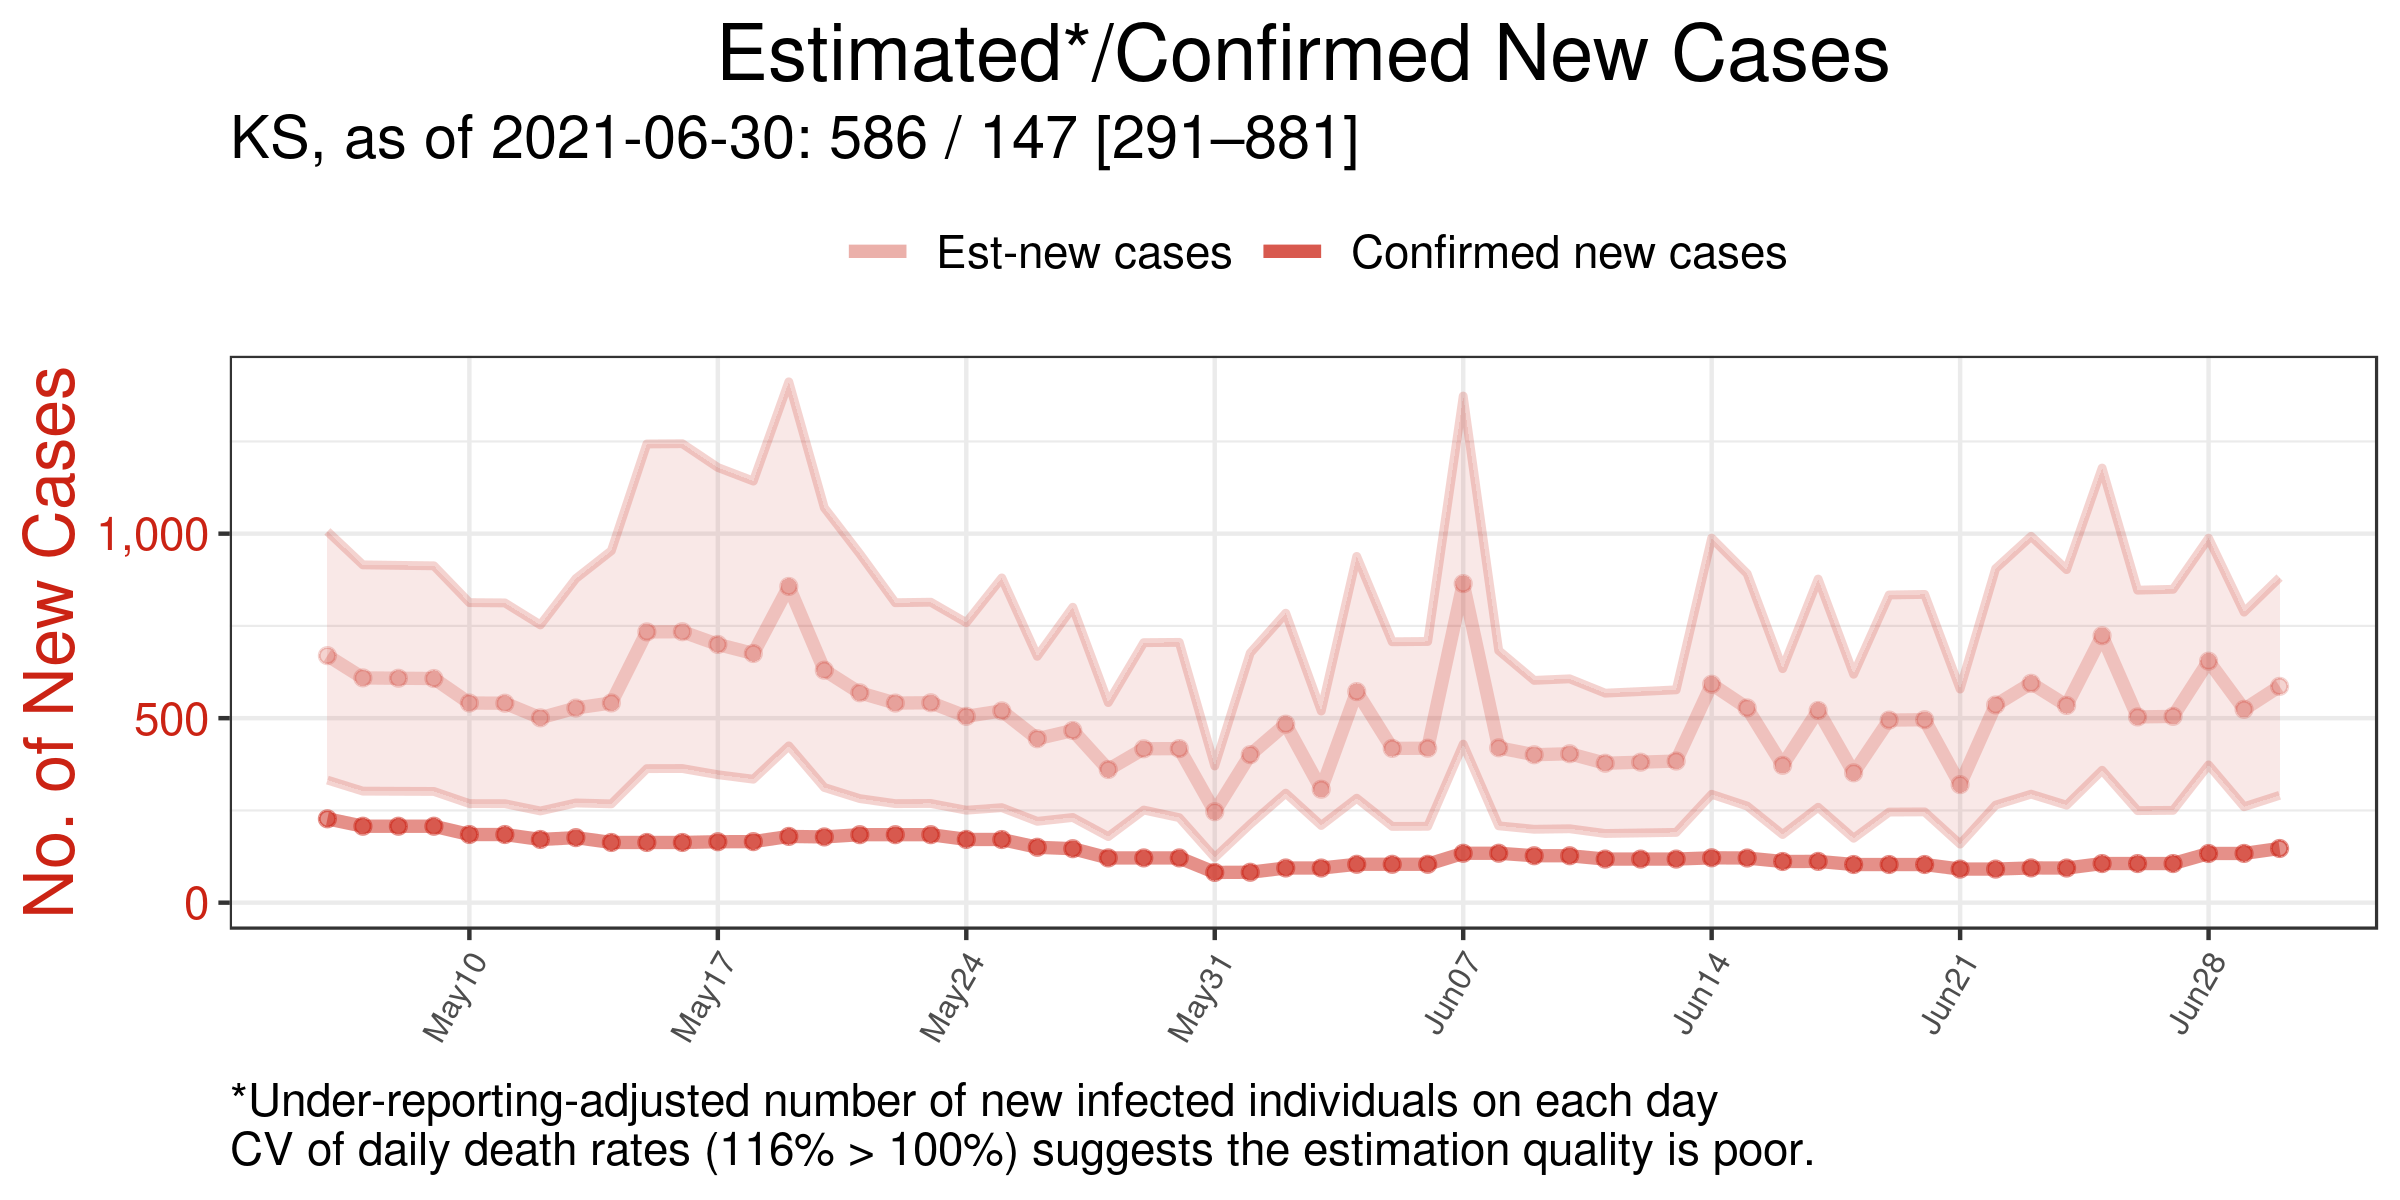 Estimated*/Confirmed New Cases
KS, as of 2021-06-30: 586 / 147 [291–881]
Est-new cases
Confirmed new cases
No. of New Cases
1,000
500
0
May10
May17
May24
May31
Jun07
Jun14
Jun21
Jun28
*Under-reporting-adjusted number of new infected individuals on each day
CV of daily death rates (116% > 100%) suggests the estimation quality is poor.